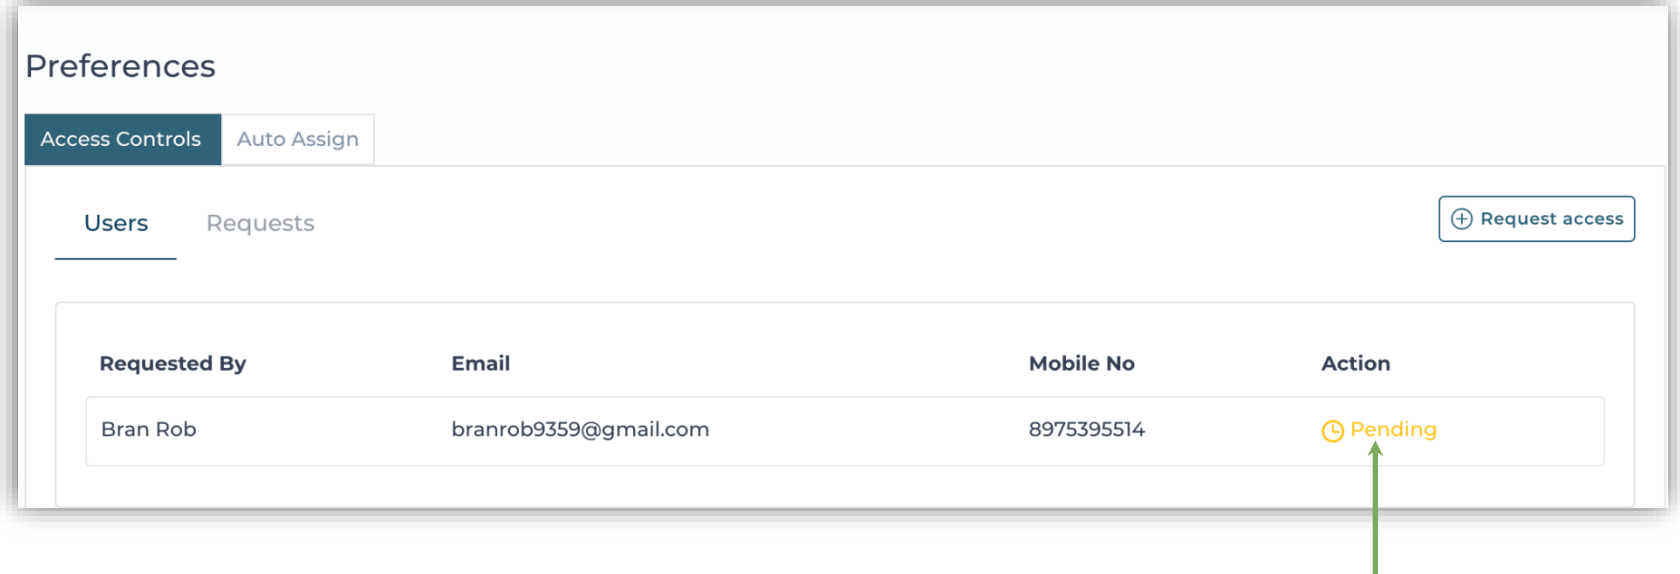 Preferences
Access Controls Auto Assign
Users Requests Request access
Requested By Email Mobile No Action
Bran Rob branrob9359@gmail.com 8975395514 Pending